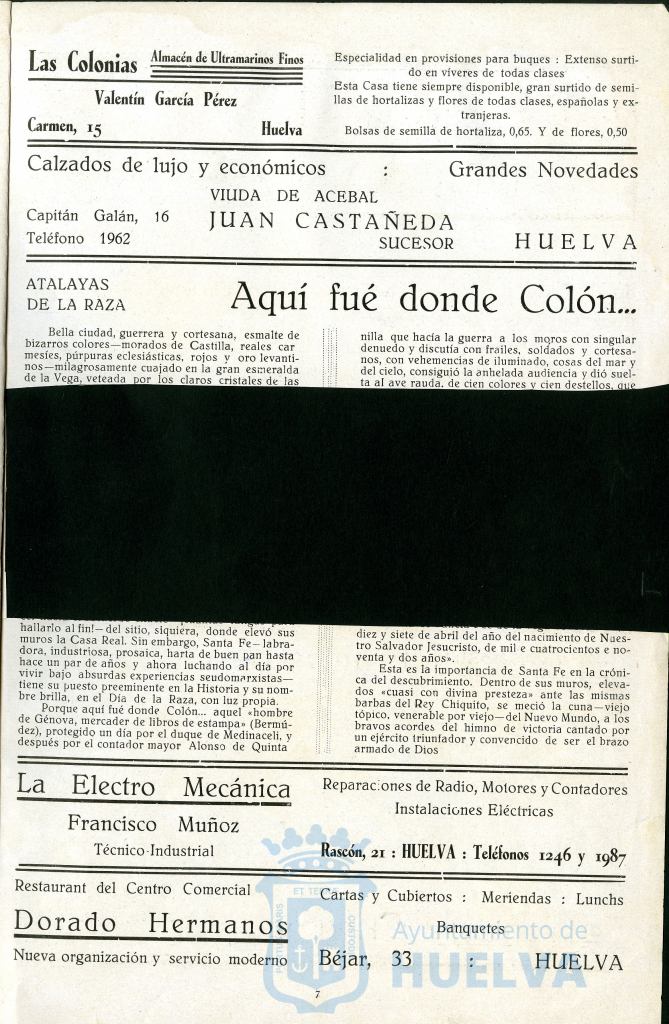 Las Colonias Almacén de Ultramarinos Finos
Valentín García Pérez
Carmen, 15 Huelva
Especialidad en provisiones para buques : Extenso surti-
do en víveres de todas clases
Esta Casa tiene siempre disponible, gran surtido de semi-
llas de hortalizas y flores de todas clases, españolas y ex-
tranjeras.
Bolsas de semilla de hortaliza, 0,65. Y de flores, 0,50
Calzados de lujo y económicos : Grandes Novedades
VIUDA DE ACEBAL
Capitán Galán, 16 JUAN CASTAÑEDA
Teléfono 1962 SUCESOR HUELVA
ATALAYAS
DE LA RAZA
Aquí fué donde Colón...
Bella ciudad, guerrera y cortesana, esmalte de
bizarros colores—morados de Castilla, reales car
mesíes, púrpuras eclesiásticas, rojos y oro levanti-
nos—milagrosamente cuajado en la gran esmeralda
de la Vega, veteada por los claros cristales de las
hallarlo al fin!—del sitio, siquiera, donde elevó sus
muros la Casa Real. Sin embargo, Santa Fe—labra-
dora, industriosa, prosaica, harta de buen pan hasta
hace un par de años y ahora luchando al día por
vivir bajo absurdas experiencias seudomarxistas—
tiene su puesto preeminente en la Historia y su nom-
bre brilla, en el Día de la Raza, con luz propia.
Porque aquí fué donde Colón... aquel «hombre
de Génova, mercader de libros de estampa» (Bermú-
dez), protegido un día por el duque de Medinaceli, y
después por el contador mayor Alonso de Quinta
nilla que hacía la guerra a los moros con singular
denuedo y discutía con frailes, soldados y cortesa-
nos, con vehemencias de iluminado, cosas del mar y
del cielo, consiguió la anhelada audiencia y dió suel-
ta al ave rauda, de cien colores y cien destellos, que
diez y siete de abril del año del nacimiento de Nues-
tro Salvador Jesucristo, de mil e cuatrocientos e no-
venta y dos años».
Esta es la importancia de Santa Fe en la cróni-
ca del descubrimiento. Dentro de sus muros, eleva-
dos «cuasi con divina presteza» ante las mismas
barbas del Rey Chiquito, se meció la cuna—viejo
tópico, venerable por viejo—del Nuevo Mundo, a los
bravos acordes del himno de victoria cantado por
un ejército triunfador y convencido de ser el brazo
armado de Dios
La Electro Mecánica
Francisco Muñoz
Técnico-Industrial
Reparaciones de Radio, Motores y Contadores
Instalaciones Eléctricas
Rascón, 21 : HUELVA : Teléfonos 1246 y 1987
Restaurant del Centro Comercial
Dorado Hermanos
Nueva organización y servicio moderno
Cartas y Cubiertos : Meriendas : Lunchs
Banquetes
Béjar, 33 : HUELVA
Ayuntamiento de
HUELVA
7